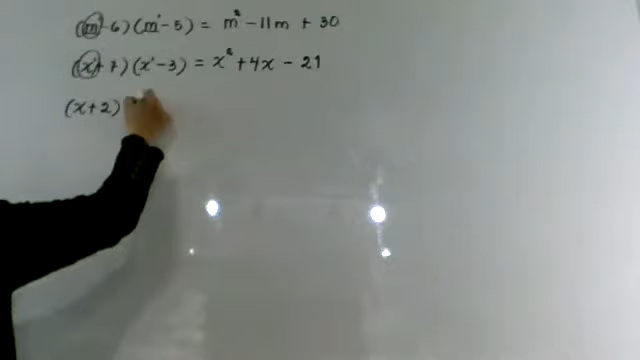 (m-6)(m-5) = m² - 11m + 30
(x+7)(x-3) = x² + 4x - 21
(x+2)